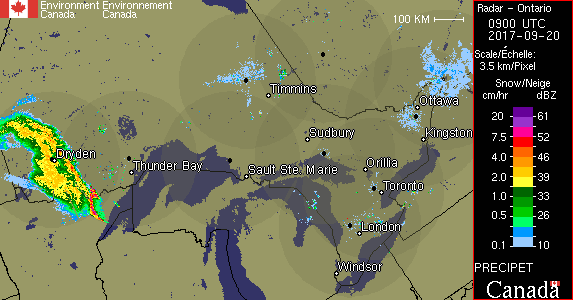 Environment Environnement
Canada Canada
100 KM
Timmins
Ottawa
Sudbury
Kingston
Dryden
Thunder Bay
Sault Ste. Marie
Orillia
Toronto
London
Windsor
Radar - Ontario
0900 UTC
2017-09-20
Scale/Échelle:
3.5 km/Pixel
Snow/Neige
cm/hr dBZ
20 61
7.5 52
4.0 46
2.0 39
1.0 33
0.5 26
0.1 10
PRECIPET
Canada